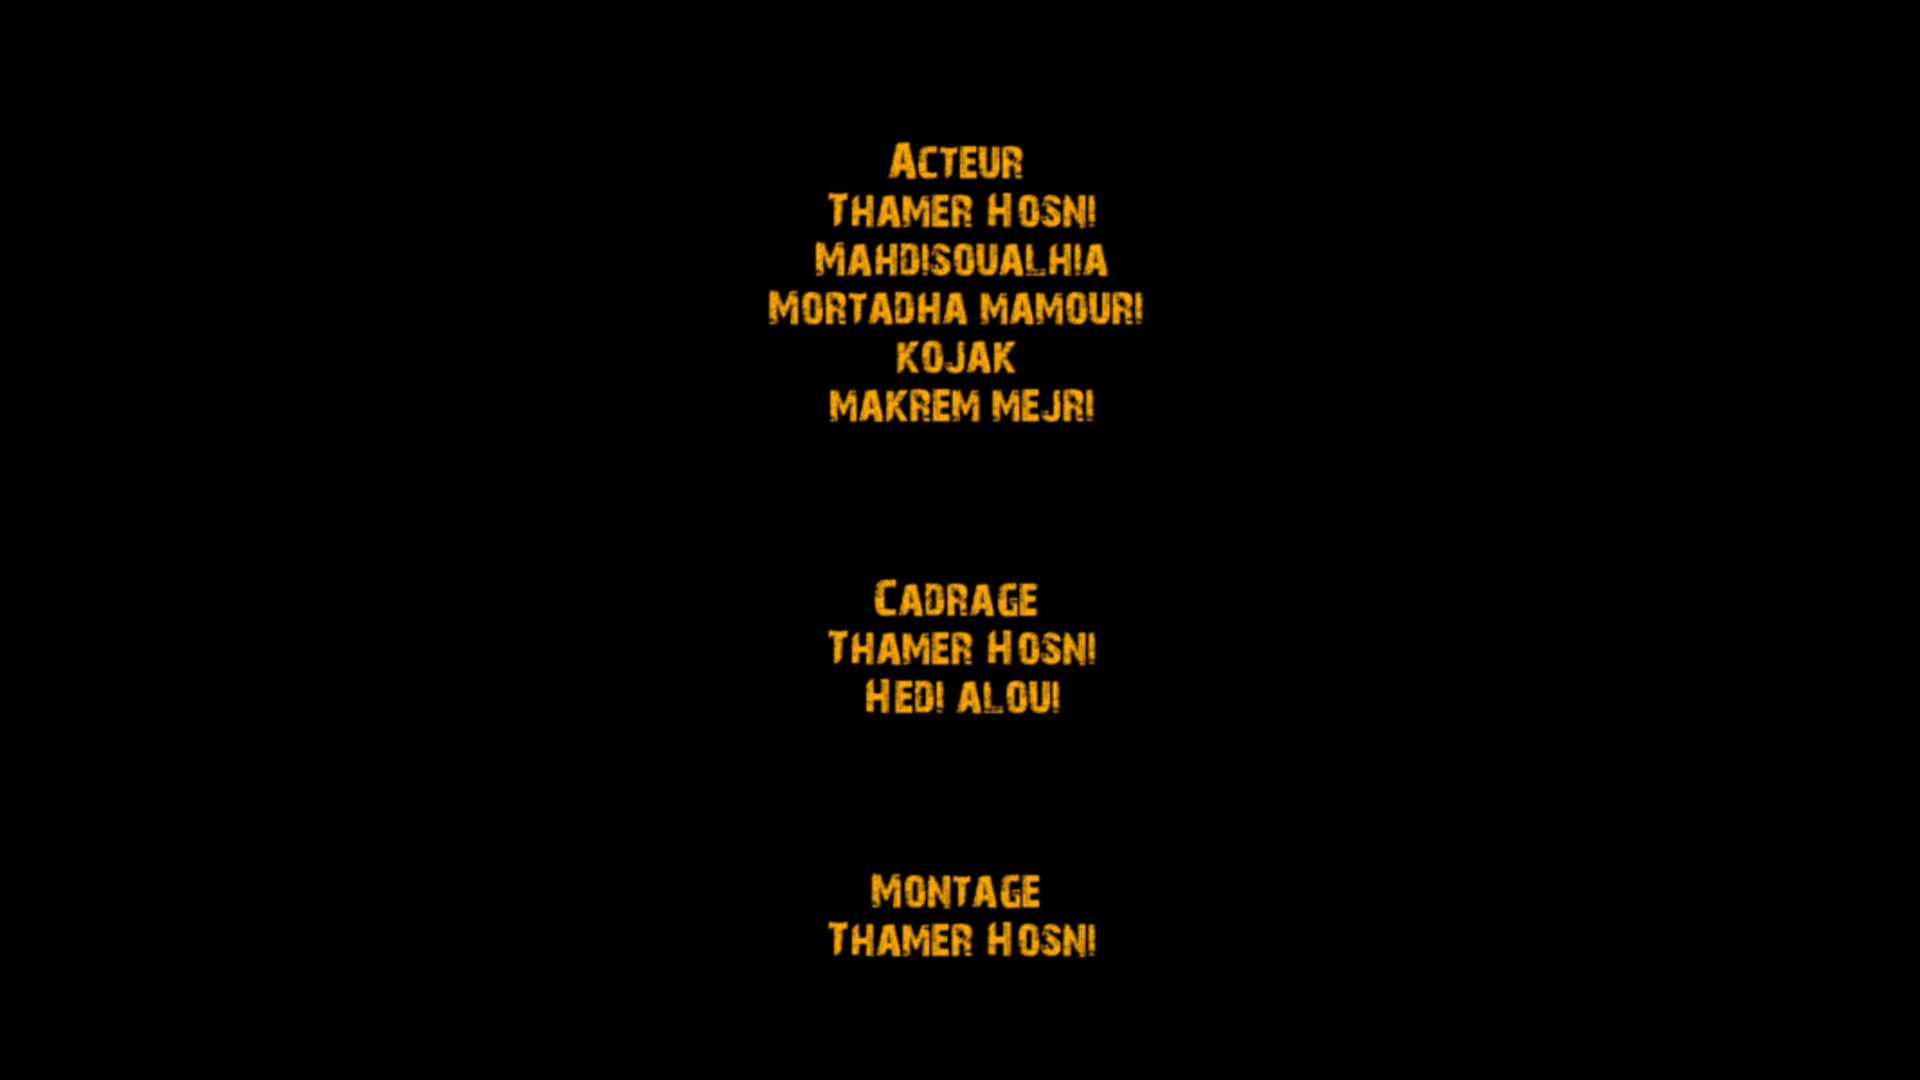 Acteur
Thamer Hosni
Mahdisoualhia
Mortadha mamouri
kojak
makrem mejri
Cadrage
Thamer Hosni
Hedi aloui
Montage
Thamer Hosni